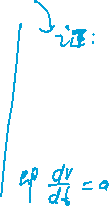 证:
即 dv/dt = a